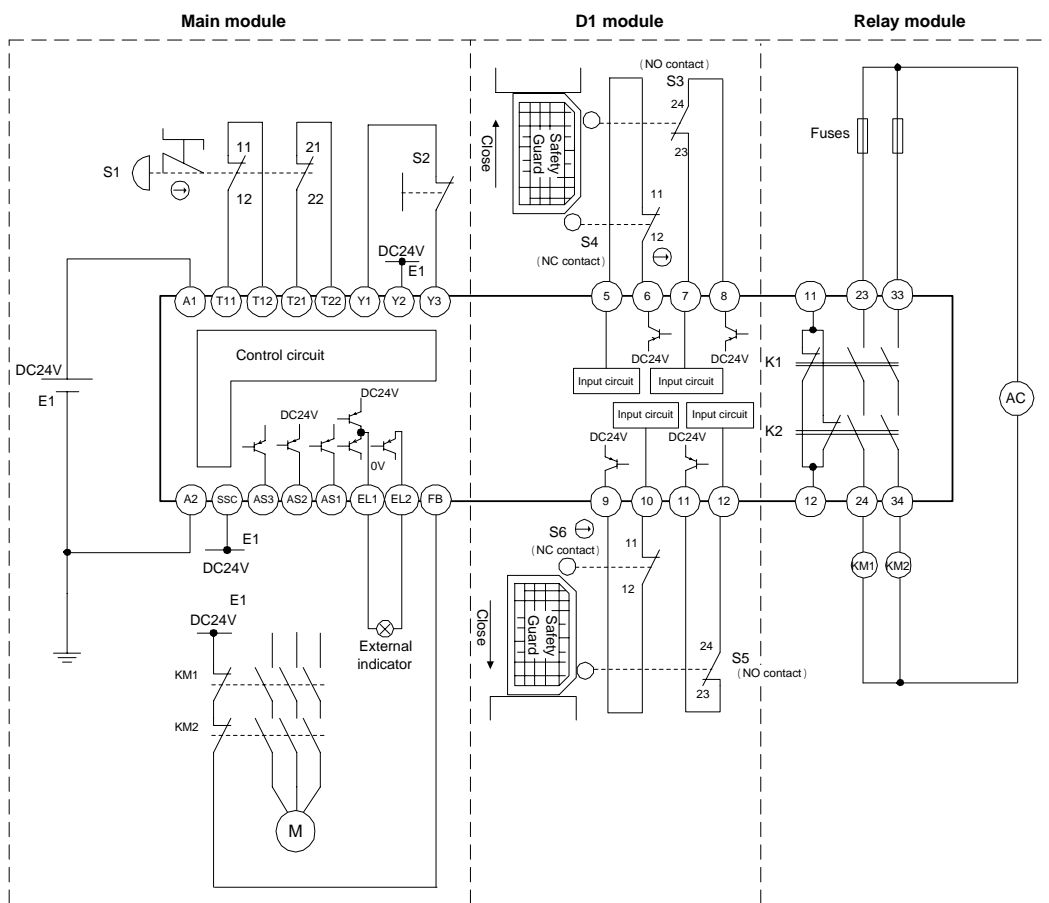 Main module
D1 module
Relay module
S1
11
12
21
22
S2
DC24V
E1
A1
T11
T12
T21
T22
Y1
Y2
Y3
Control circuit
DC24V
E1
DC24V
DC24V
0V
A2
SSC
AS3
AS2
AS1
EL1
EL2
FB
E1
DC24V
E1
DC24V
External
indicator
KM1
KM2
M
(NO contact)
S3
24
23
Close
Safety
Guard
11
12
S4
(NC contact)
5
6
7
8
DC24V
DC24V
Input circuit
Input circuit
Input circuit
Input circuit
DC24V
DC24V
9
10
11
12
S6
(NC contact)
11
12
Close
Safety
Guard
24
23
S5
(NO contact)
Fuses
11
23
33
K1
K2
AC
12
24
34
KM1
KM2